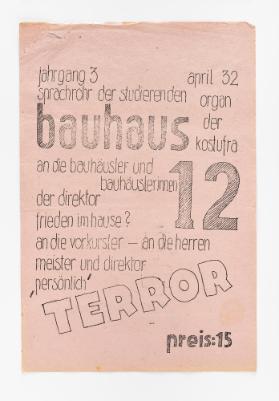 jahrgang 3 april 32
sprachrohr der studierenden
organ
bauhaus der
kostufra
an die bauhäusler und
bauhäuslerinnen 12
der direktor
frieden im hause?
an die vorkursler – an die herren
meister und direktor
"persönlich"
TERROR
preis:15